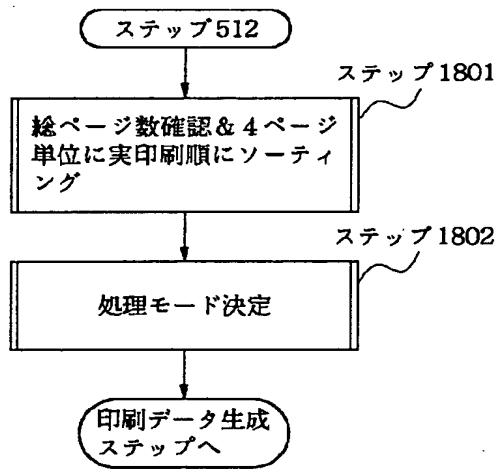 ステップ512
ステップ1801
総ページ数確認&4ページ
単位に実印刷順にソーティ
ング
ステップ1802
処理モード決定
印刷データ生成
ステップへ